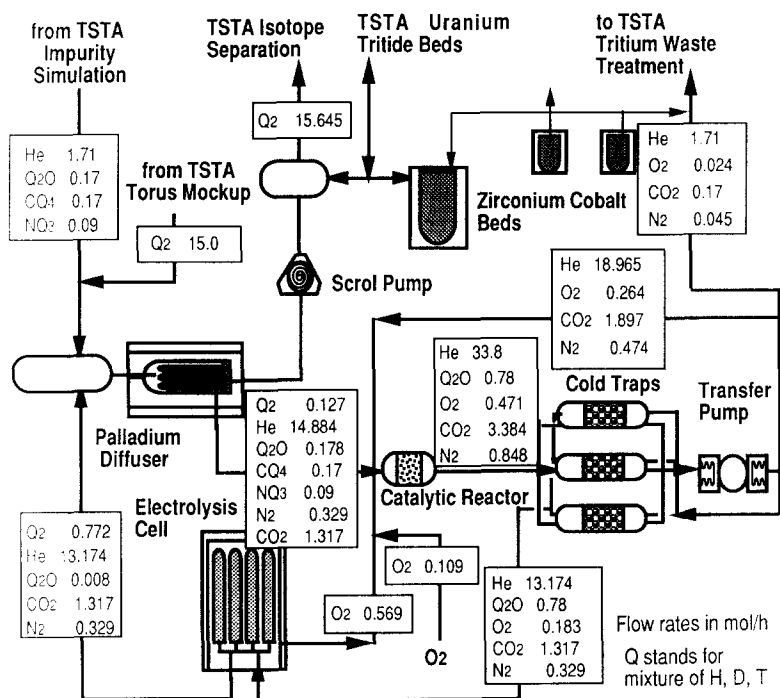 from TSTA
Impurity
Simulation
TSTA Isotope
Separation
TSTA Uranium
Tritide Beds
to TSTA
Tritium Waste
Treatment
Q2 15.645
He 1.71
Q2O 0.17
CQ4 0.17
NQ3 0.09
from TSTA
Torus Mockup
Q2 15.0
He 1.71
O2 0.024
CO2 0.17
N2 0.045
Zirconium Cobalt
Beds
Scrol Pump
He 18.965
O2 0.264
CO2 1.897
N2 0.474
He 33.8
Q2O 0.78
O2 0.471
CO2 3.384
N2 0.848
Cold Traps
Transfer
Pump
Palladium
Diffuser
Q2 0.127
He 14.884
Q2O 0.178
CQ4 0.17
NQ3 0.09
N2 0.329
CO2 1.317
Catalytic Reactor
Electrolysis
Cell
Q2 0.772
He 13.174
Q2O 0.008
CO2 1.317
N2 0.329
O2 0.109
O2 0.569
O2
He 13.174
Q2O 0.78
O2 0.183
CO2 1.317
N2 0.329
Flow rates in mol/h
Q stands for
mixture of H, D, T